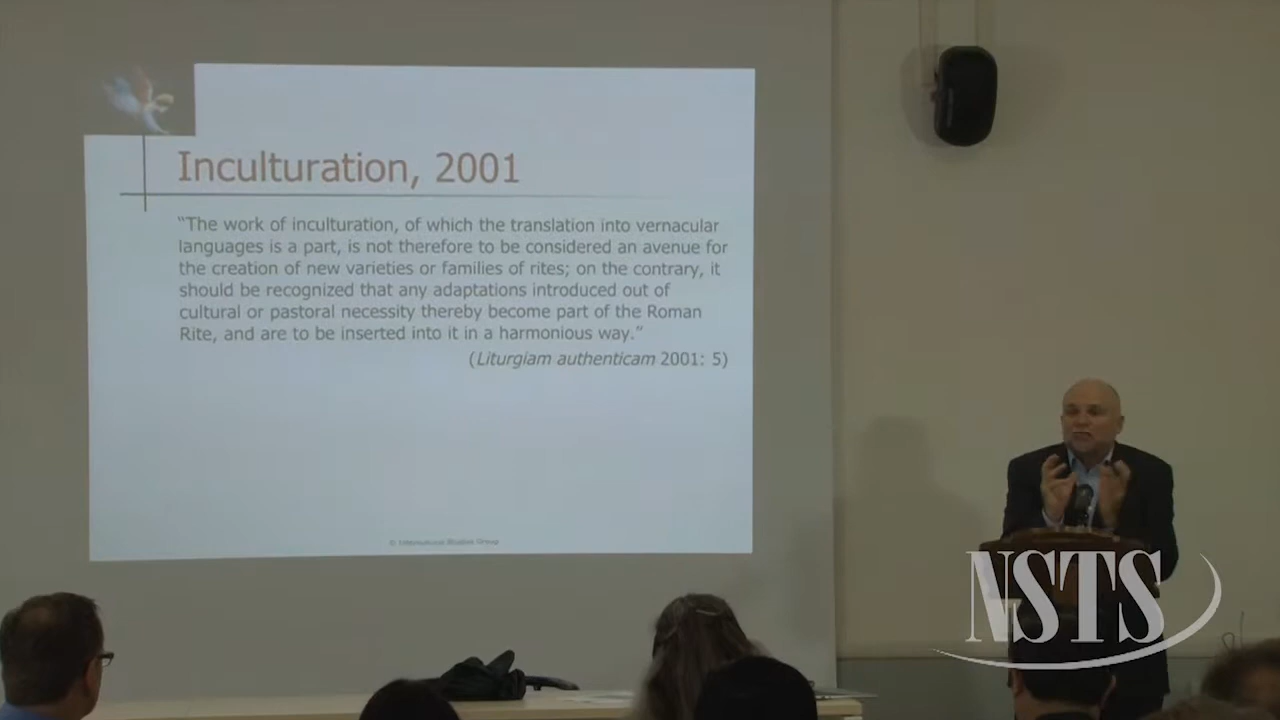 Inculturation, 2001
“The work of inculturation, of which the translation into vernacular
languages is a part, is not therefore to be considered an avenue for
the creation of new varieties or families of rites; on the contrary, it
should be recognized that any adaptations introduced out of
cultural or pastoral necessity thereby become part of the Roman
Rite, and are to be inserted into it in a harmonious way.”
(Liturgiam authenticam 2001: 5)
© International Studies Group
NSTS